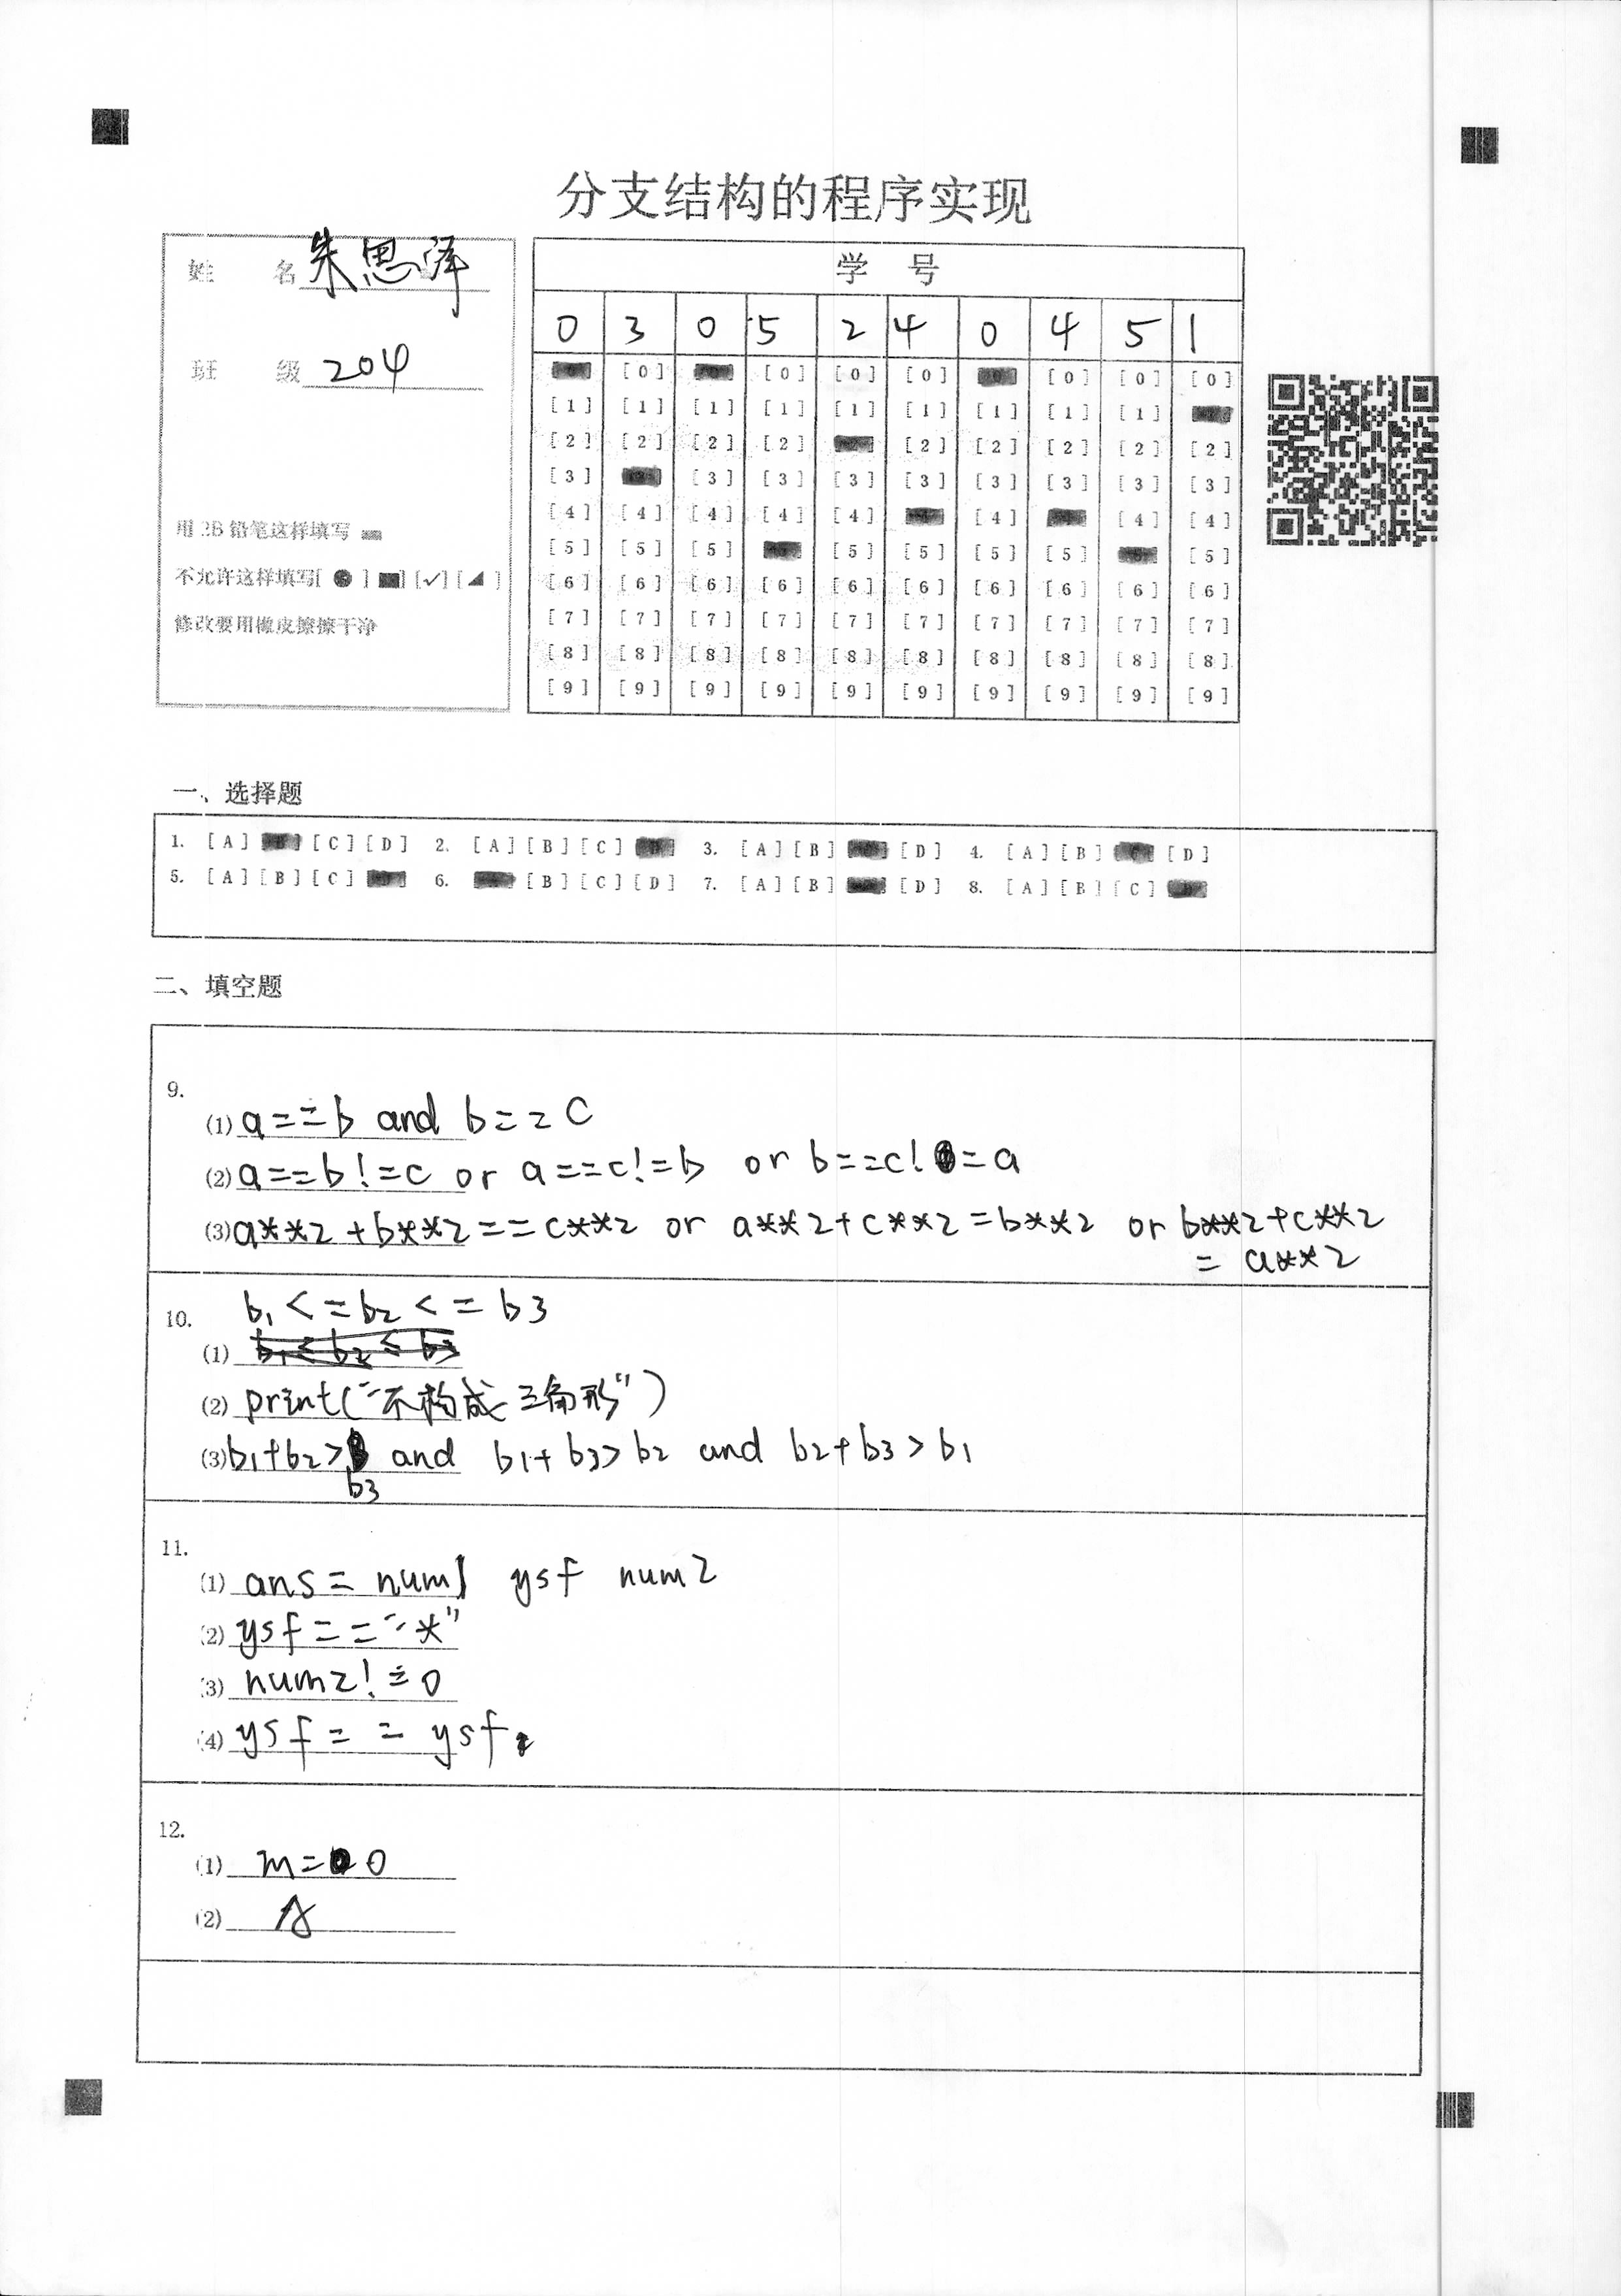 分支结构的程序实现
姓 名 朱思泽
班 级 204
用2B铅笔这样填写
不允许这样填写[●][■][✓][◢]
修改要用橡皮擦擦干净
学 号
0 3 0 5 2 4 0 4 5 1
[0] [0] [0] [0] [0] [0] [0]
[1] [1] [1] [1] [1] [1] [1] [1] [1]
[2] [2] [2] [2] [2] [2] [2] [2] [2]
[3] [3] [3] [3] [3] [3] [3] [3] [3]
[4] [4] [4] [4] [4] [4] [4] [4]
[5] [5] [5] [5] [5] [5] [5] [5]
[6] [6] [6] [6] [6] [6] [6] [6] [6] [6]
[7] [7] [7] [7] [7] [7] [7] [7] [7] [7]
[8] [8] [8] [8] [8] [8] [8] [8] [8] [8]
[9] [9] [9] [9] [9] [9] [9] [9] [9] [9]
一、选择题
1. [A] [C] [D] 2. [A] [B] [C] 3. [A] [B] [D] 4. [A] [B] [D]
5. [A] [B] [C] 6. [B] [C] [D] 7. [A] [B] [D] 8. [A] [B] [C]
二、填空题
9.
(1) a==b and b==c
(2) a==b!=c or a==c!=b or b==c!=a
(3) a**2+b**2==c**2 or a**2+c**2=b**2 or b**2+c**2
= a**2
10. b1<=b2<=b3
(1) b1≤b2≤b3
(2) print("不构成三角形")
(3) b1+b2> and b1+b3>b2 and b2+b3>b1
b3
11.
(1) ans=num1 ysf num2
(2) ysf=="*"
(3) num2!=0
(4) ysf==ysf
12.
(1) m=0
(2) A